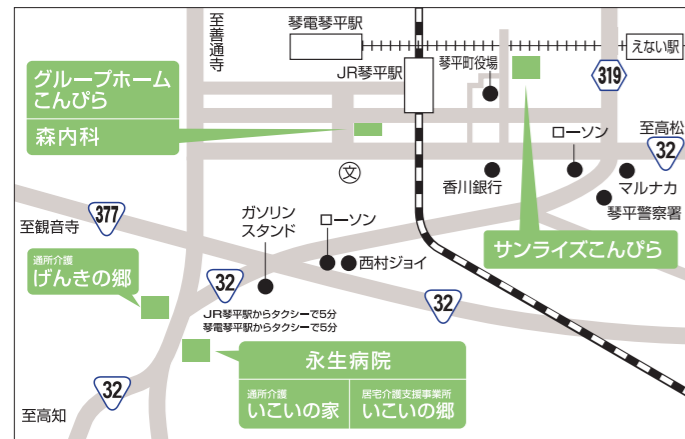 至善通寺
琴電琴平駅
えない駅
JR琴平駅
琴平町役場
319
グループホーム
こんぴら
森内科
ローソン
至高松
32
文
香川銀行
マルナカ
琴平警察署
377
至観音寺
ガソリン
スタンド
ローソン
西村ジョイ
サンライズこんぴら
通所介護
げんきの郷
32
32
JR琴平駅からタクシーで5分
琴電琴平駅からタクシーで5分
永生病院
通所介護
いこいの家
居宅介護支援事業所
いこいの郷
32
至高知